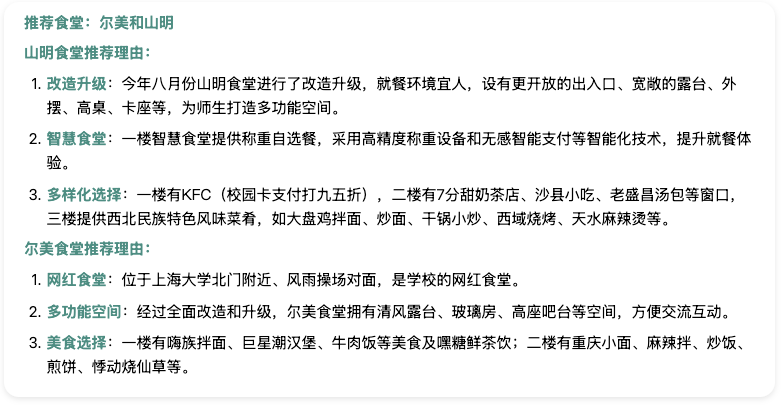 推荐食堂：尔美和山明
山明食堂推荐理由：
1. 改造升级：今年八月份山明食堂进行了改造升级，就餐环境宜人，设有更开放的出入口、宽敞的露台、外
摆、高桌、卡座等，为师生打造多功能空间。
2. 智慧食堂：一楼智慧食堂提供称重自选餐，采用高精度称重设备和无感智能支付等智能化技术，提升就餐体
验。
3. 多样化选择：一楼有KFC（校园卡支付打九五折），二楼有7分甜奶茶店、沙县小吃、老盛昌汤包等窗口，
三楼提供西北民族特色风味菜肴，如大盘鸡拌面、炒面、干锅小炒、西域烧烤、天水麻辣烫等。
尔美食堂推荐理由：
1. 网红食堂：位于上海大学北门附近、风雨操场对面，是学校的网红食堂。
2. 多功能空间：经过全面改造和升级，尔美食堂拥有清风露台、玻璃房、高座吧台等空间，方便交流互动。
3. 美食选择：一楼有嗨族拌面、巨星潮汉堡、牛肉饭等美食及嘿糖鲜茶饮；二楼有重庆小面、麻辣拌、炒饭、
煎饼、悸动烧仙草等。